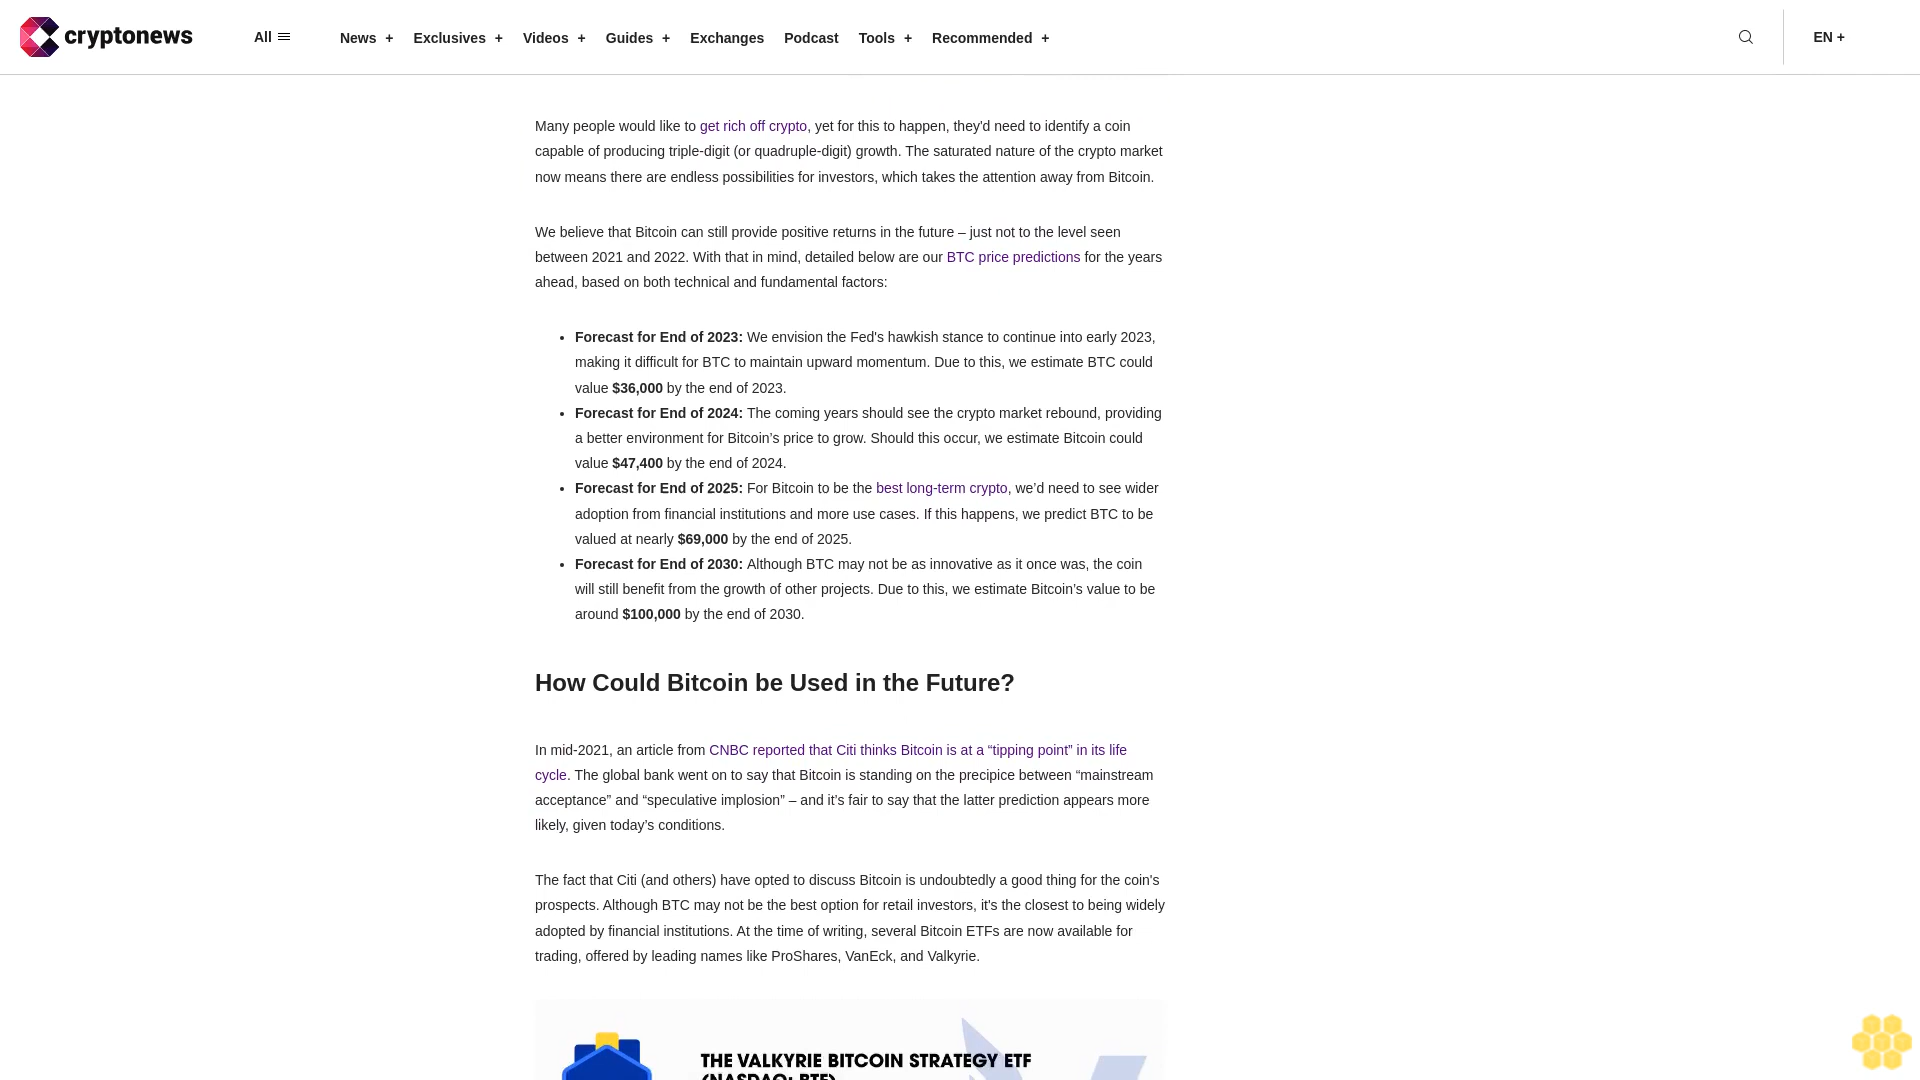 cryptonews
All
News +
Exclusives +
Videos +
Guides +
Exchanges
Podcast
Tools +
Recommended +
EN +
Many people would like to get rich off crypto, yet for this to happen, they'd need to identify a coin
capable of producing triple-digit (or quadruple-digit) growth. The saturated nature of the crypto market
now means there are endless possibilities for investors, which takes the attention away from Bitcoin.
We believe that Bitcoin can still provide positive returns in the future – just not to the level seen
between 2021 and 2022. With that in mind, detailed below are our BTC price predictions for the years
ahead, based on both technical and fundamental factors:
• Forecast for End of 2023: We envision the Fed's hawkish stance to continue into early 2023,
making it difficult for BTC to maintain upward momentum. Due to this, we estimate BTC could
value $36,000 by the end of 2023.
• Forecast for End of 2024: The coming years should see the crypto market rebound, providing
a better environment for Bitcoin’s price to grow. Should this occur, we estimate Bitcoin could
value $47,400 by the end of 2024.
• Forecast for End of 2025: For Bitcoin to be the best long-term crypto, we’d need to see wider
adoption from financial institutions and more use cases. If this happens, we predict BTC to be
valued at nearly $69,000 by the end of 2025.
• Forecast for End of 2030: Although BTC may not be as innovative as it once was, the coin
will still benefit from the growth of other projects. Due to this, we estimate Bitcoin’s value to be
around $100,000 by the end of 2030.
How Could Bitcoin be Used in the Future?
In mid-2021, an article from CNBC reported that Citi thinks Bitcoin is at a “tipping point” in its life
cycle. The global bank went on to say that Bitcoin is standing on the precipice between “mainstream
acceptance” and “speculative implosion” – and it’s fair to say that the latter prediction appears more
likely, given today’s conditions.
The fact that Citi (and others) have opted to discuss Bitcoin is undoubtedly a good thing for the coin's
prospects. Although BTC may not be the best option for retail investors, it's the closest to being widely
adopted by financial institutions. At the time of writing, several Bitcoin ETFs are now available for
trading, offered by leading names like ProShares, VanEck, and Valkyrie.
THE VALKYRIE BITCOIN STRATEGY ETF
(NASDAQ: BTF)